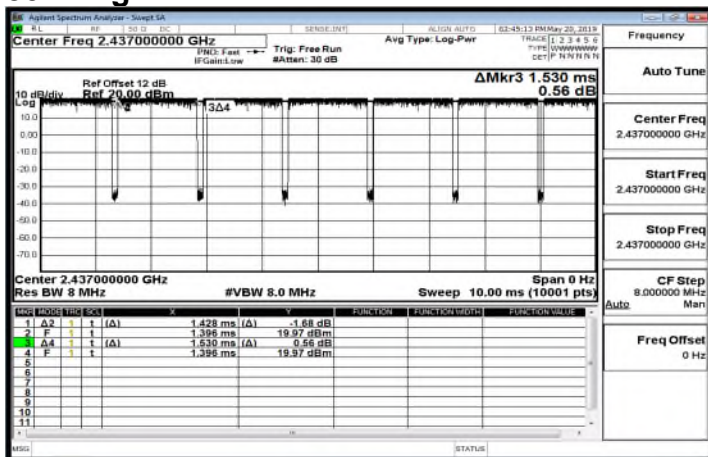 Agilent Spectrum Analyzer - Swept SA
RL RF 50 Ω DC SENSE:INT ALIGN AUTO 02:45:13 PM May 20, 2019
Center Freq 2.437000000 GHz
PNO: Fast
IFGain:Low
Trig: Free Run
#Atten: 30 dB
Avg Type: Log-Pwr
TRACE 1 2 3 4 5 6
TYPE WWWWWW
DET P N N N N N
Frequency
Auto Tune
Center Freq
2.437000000 GHz
Start Freq
2.437000000 GHz
Stop Freq
2.437000000 GHz
CF Step
8.000000 MHz
Auto Man
Freq Offset
0 Hz
ΔMkr3 1.530 ms
0.56 dB
Ref Offset 12 dB
10 dB/div Ref 20.00 dBm
Log
3Δ4
10.0
0.00
-10.0
-20.0
-30.0
-40.0
-50.0
-60.0
-70.0
Center 2.437000000 GHz Span 0 Hz
Res BW 8 MHz #VBW 8.0 MHz Sweep 10.00 ms (10001 pts)
MKR MODE TRC SCL X Y FUNCTION FUNCTION WIDTH FUNCTION VALUE
1 Δ2 1 t (Δ) 1.428 ms (Δ) -1.68 dB
2 F 1 t 1.396 ms 19.97 dBm
3 Δ4 1 t (Δ) 1.530 ms (Δ) 0.56 dB
4 F 1 t 1.396 ms 19.97 dBm
5
6
7
8
9
10
11
MSG STATUS